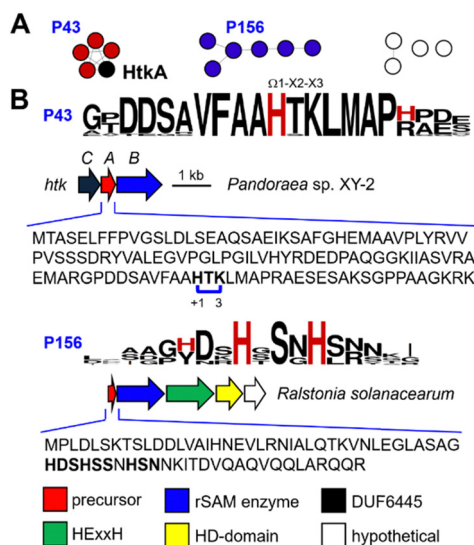 A
P43
P156
HtkA
B
Ω1-X2-X3
P43
GPDDSAVFAAHTKLMAPHPDE
RAES
C A B
htk
1 kb
Pandoraea sp. XY-2
MTASELFFPVGSLDLSEAQSAEIKSAFGHEMAAVPLYRVV
PVSSSDRYVALEGVPGLPGILVHYRDEDPAQGGKIIASVRA
EMARGPDDSAVFAAHTKLMAPRAESESAKSGPPAAGKRK
+1 3
P156
Ralstonia solanacearum
MPLDLSKTSLDDLVAIHNEVLRNIALQTKVNLEGLASAG
HDSHSSNHSNNKITDVQAQVQQLARQQR
precursor
rSAM enzyme
DUF6445
HExxH
HD-domain
hypothetical